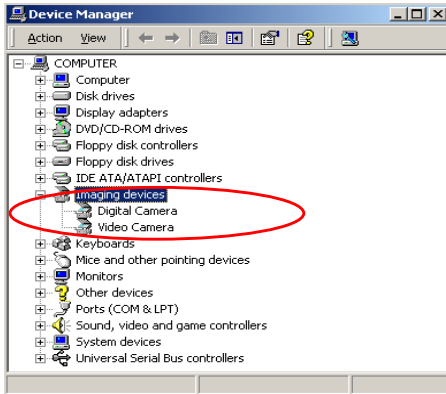 Device Manager
Action View
COMPUTER
Computer
Disk drives
Display adapters
DVD/CD-ROM drives
Floppy disk controllers
Floppy disk drives
IDE ATA/ATAPI controllers
Imaging devices
Digital Camera
Video Camera
Keyboards
Mice and other pointing devices
Monitors
Other devices
Ports (COM & LPT)
Sound, video and game controllers
System devices
Universal Serial Bus controllers